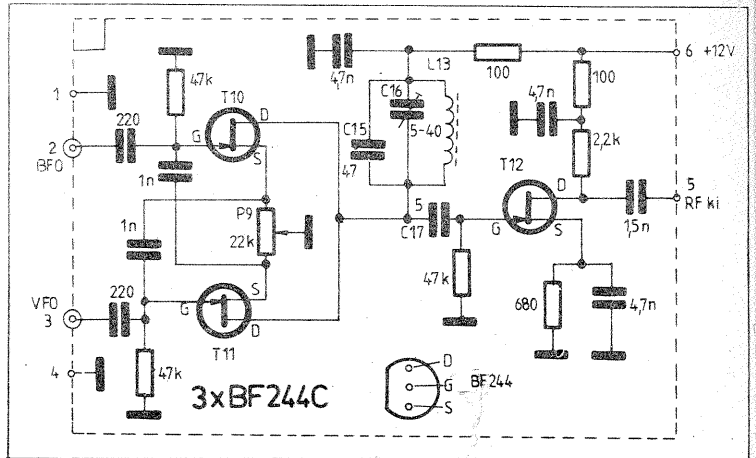 47k
T10
D
G
S
1
220
2
BFO
1n
1n
P9
22k
VFO
3
220
G
S
D
T11
4
47k
3xBF244C
47n
L13
C16
5-40
C15
47
100
6 +12V
100
4,7n
2,2k
T12
D
G
S
5
C17
5
RF ki
1,5n
47k
680
4,7n
D
G
S
BF244